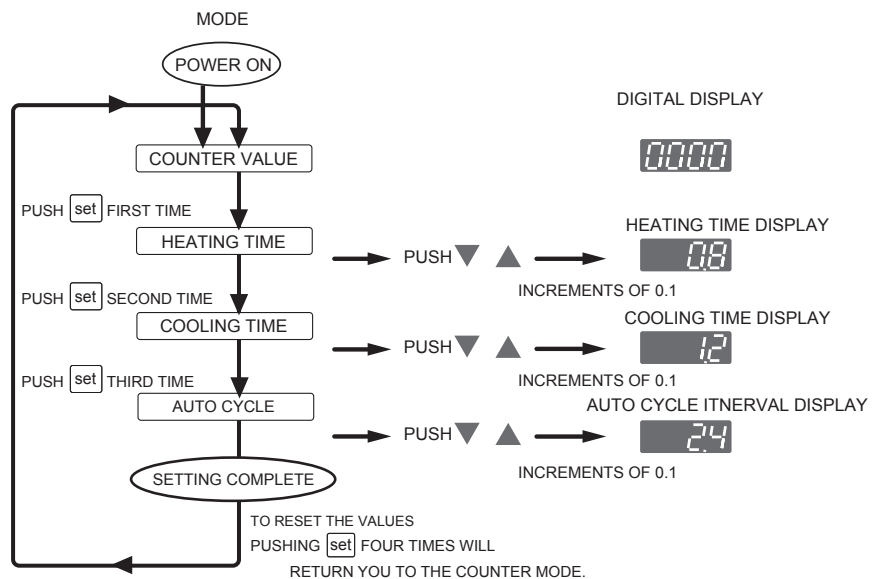 MODE
POWER ON
DIGITAL DISPLAY
COUNTER VALUE
0000
PUSH set FIRST TIME
HEATING TIME
PUSH
HEATING TIME DISPLAY
0.8
INCREMENTS OF 0.1
PUSH set SECOND TIME
COOLING TIME
PUSH
COOLING TIME DISPLAY
1.2
INCREMENTS OF 0.1
PUSH set THIRD TIME
AUTO CYCLE
PUSH
AUTO CYCLE ITNERVAL DISPLAY
2.4
INCREMENTS OF 0.1
SETTING COMPLETE
TO RESET THE VALUES
PUSHING set FOUR TIMES WILL
RETURN YOU TO THE COUNTER MODE.